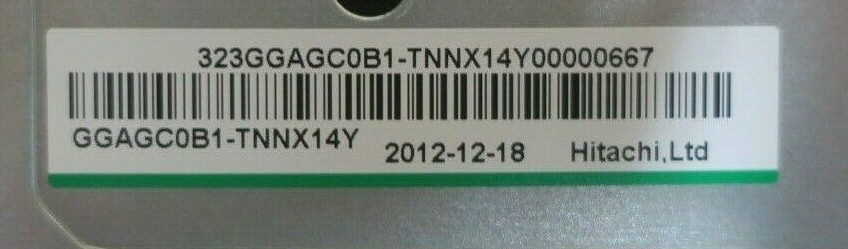 323GGAGC0B1-TNNX14Y00000667
GGAGC0B1-TNNX14Y 2012-12-18 Hitachi,Ltd